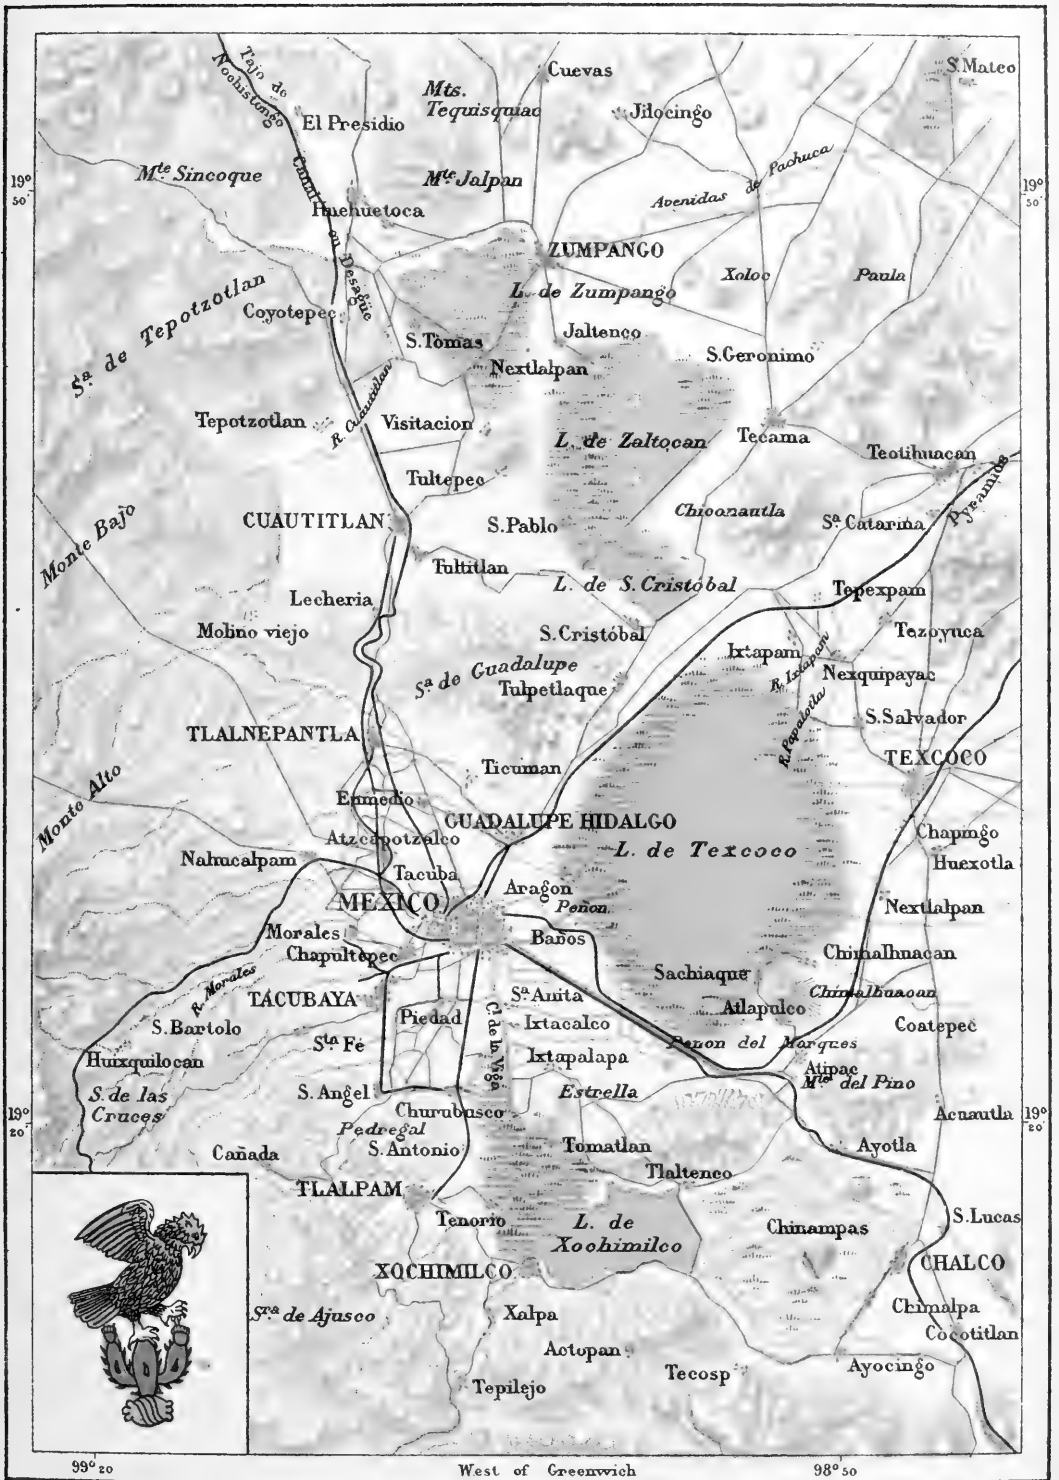 Cuevas
S. Mateo
Tajo de
Nochistongo
Mts.
Tequisquiac
El Presidio
Jilocingo
Mte. Sincoque
Mte. Jalpan
Avenidas de Pachuca
19°
50'
19°
50'
Canal ou Desagüe
Huehuetoca
ZUMPANGO
Sa. de Tepotzotlan
L. de Zumpango
Xoloc
Paula
Coyotepec
S. Tomas
Jaltenco
Nextlalpan
S. Geronimo
R. Cuautitlan
Tepotzotlan
Visitacion
L. de Zaltocan
Tecama
Teotihuacan
Pyramids
Tultepec
Chiconautla
CUAUTITLAN
S. Pablo
Sa. Catarina
Monte Bajo
Tultitlan
L. de S. Cristóbal
Tepexpam
Lecheria
Molino viejo
S. Cristóbal
Tezoyuca
Ixtapam
R. Ixtapam
Sa. de Guadalupe
Tulpetlaque
Nexquipayac
R. Papalotla
S. Salvador
TLALNEPANTLA
TEXCOCO
Ticuman
Monte Alto
Enmedio
GUADALUPE HIDALGO
Chapingo
Atzcapotzalco
L. de Texcoco
Nahucalpam
Huexotla
Tacuba
Aragon
MEXICO
Peñon
Nextlalpan
Morales
Baños
Chapultepec
Chimalhuacan
R. Morales
Sachiaque
TACUBAYA
Sa. Anita
Chimalhuacan
Atlapulco
Piedad
Cl. de la Viga
Ixtacalco
S. Bartolo
Coatepec
Sta. Fé
Penon del Marques
Huixquilocan
Ixtapalapa
Atipac
Mtel. del Pino
S. de las
Cruces
S. Angel
Estrella
19°
20'
Churubusco
Acuautla
19°
20'
Pedregal
Cañada
S. Antonio
Tomatlan
Ayotla
Tlaltenco
TLALPAM
Tenorio
L. de
Xochimilco
Chinampas
S. Lucas
XOCHIMILCO
CHALCO
Sra. de Ajusco
Xalpa
Chimalpa
Cocotitlan
Actopan
Tecosp
Ayocingo
Tepilejo
99° 20
West of Greenwich
98° 50